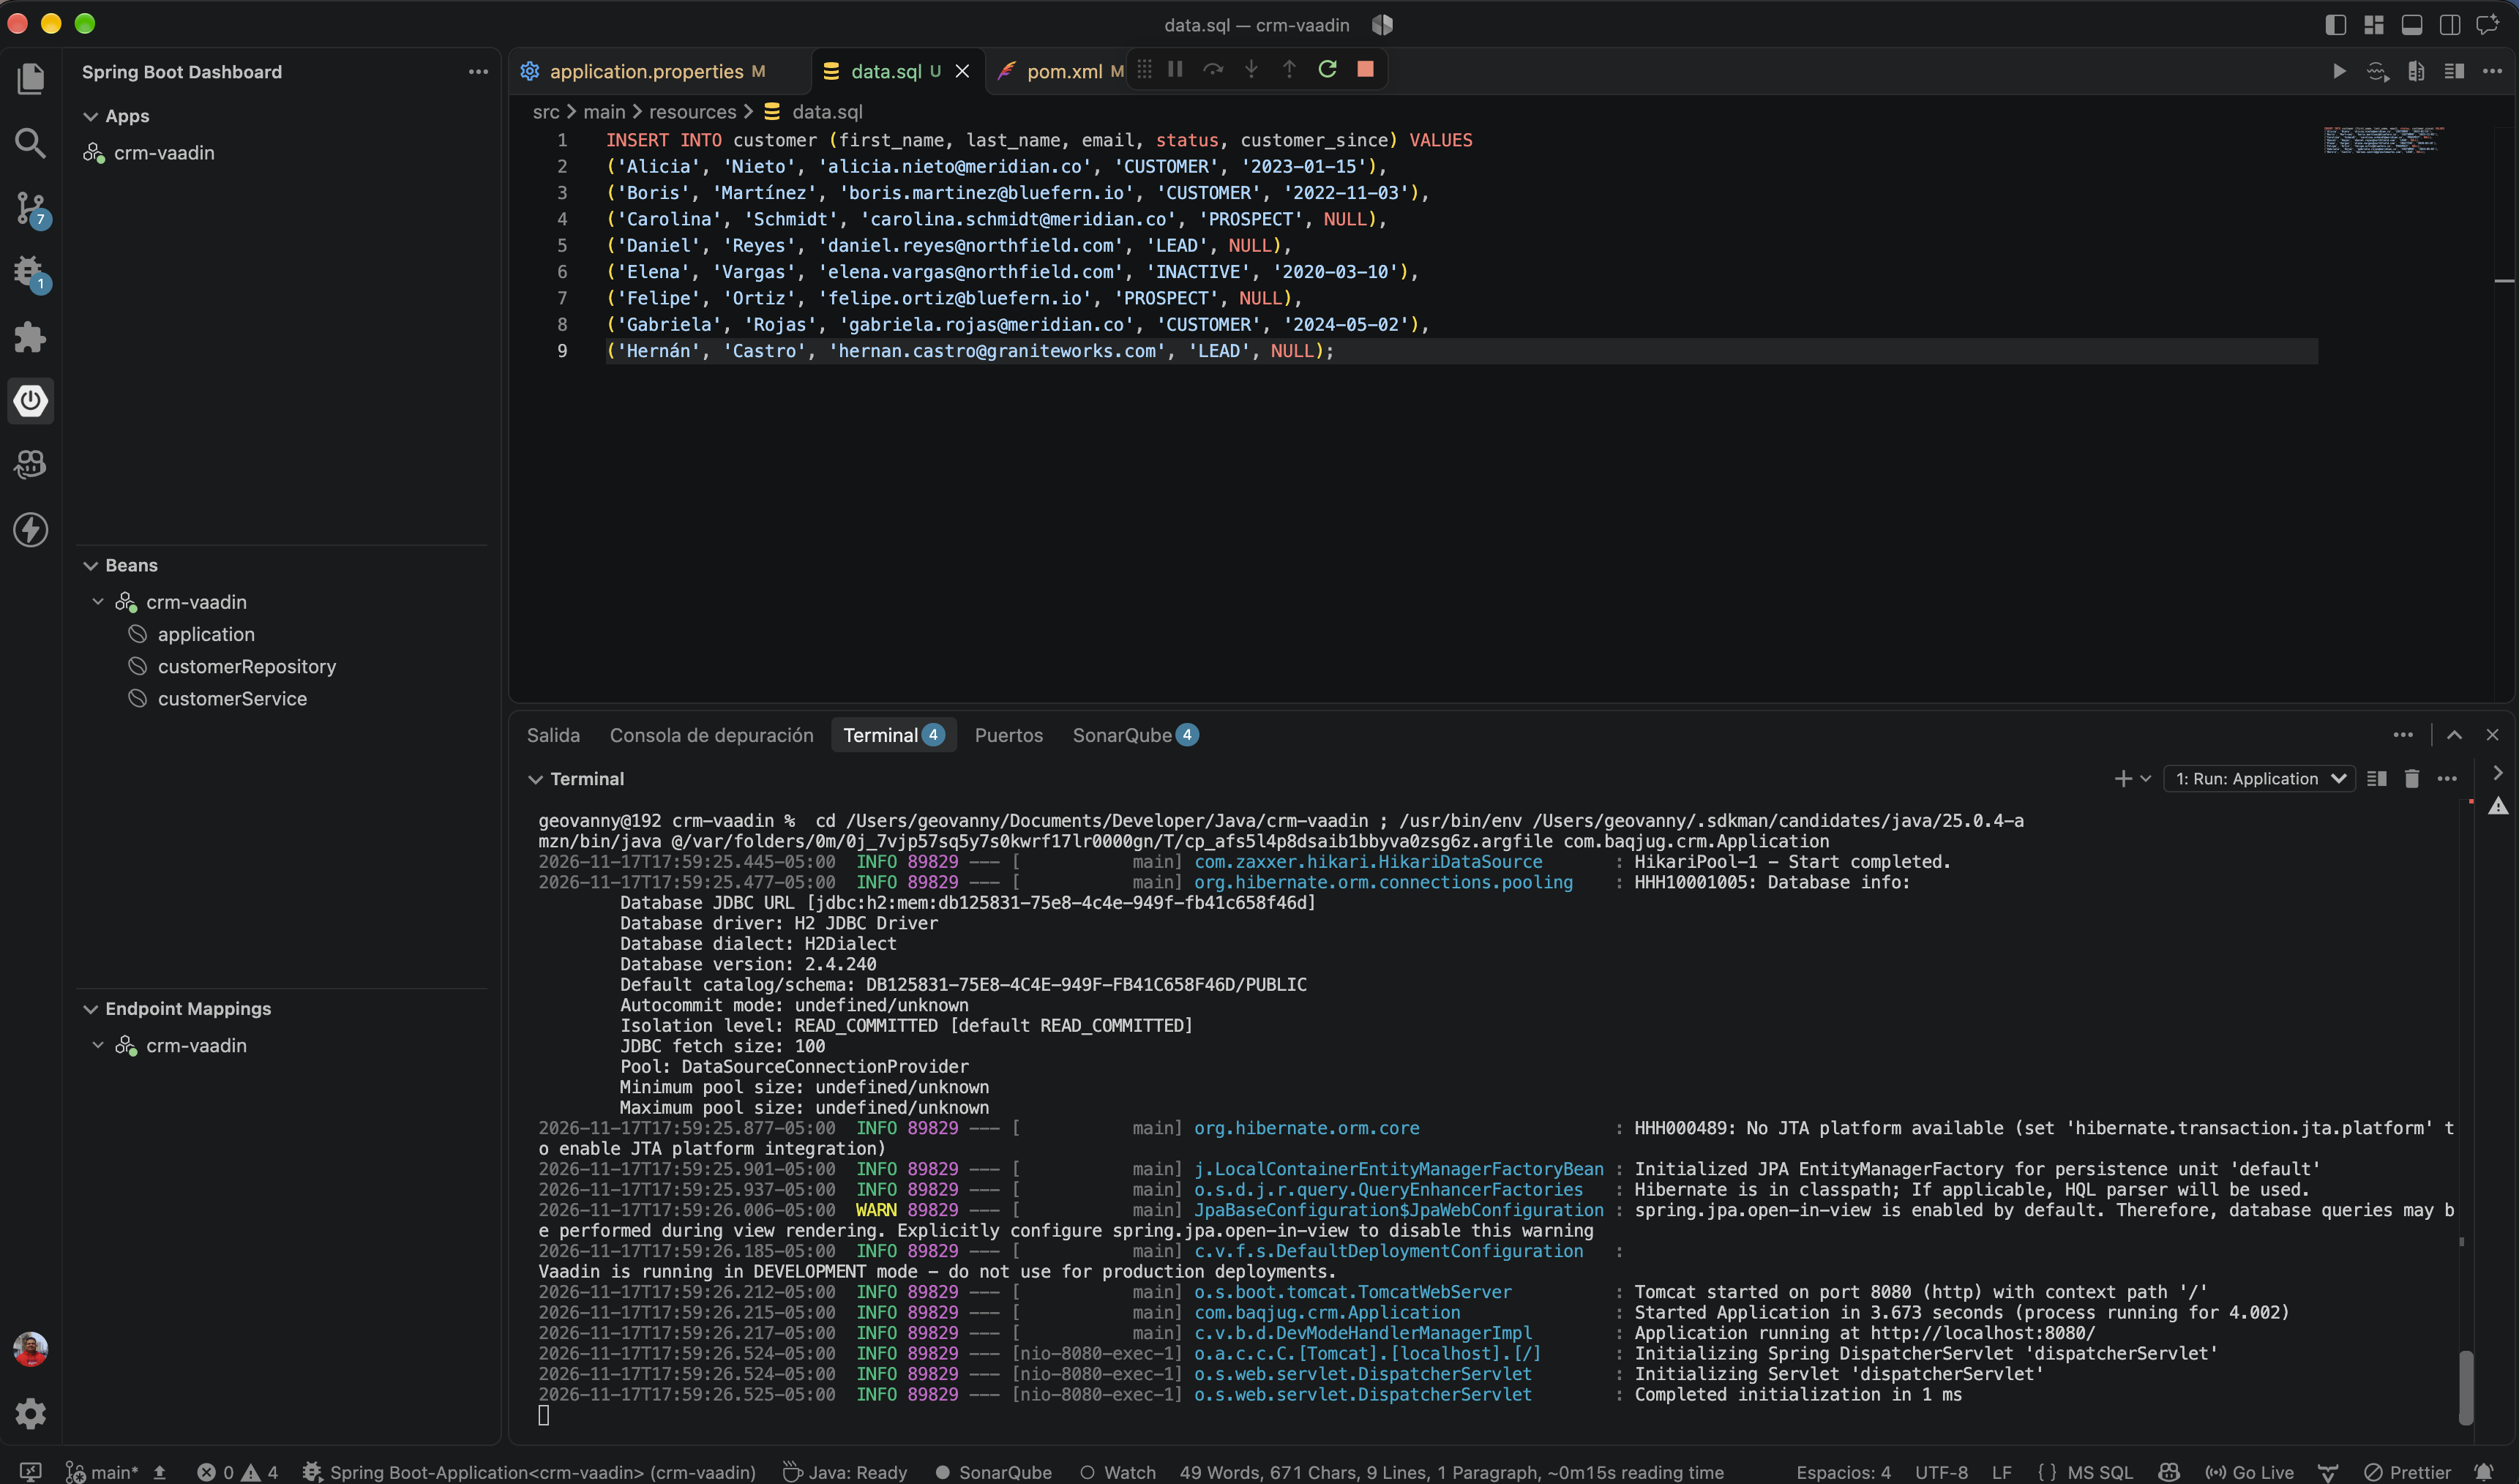 data.sql — crm-vaadin
Spring Boot Dashboard
Apps
crm-vaadin
7
1
Beans
crm-vaadin
application
customerRepository
customerService
Endpoint Mappings
crm-vaadin
application.properties M
data.sql U
pom.xml M
src > main > resources > data.sql
1 INSERT INTO customer (first_name, last_name, email, status, customer_since) VALUES
2 ('Alicia', 'Nieto', 'alicia.nieto@meridian.co', 'CUSTOMER', '2023-01-15'),
3 ('Boris', 'Martínez', 'boris.martinez@bluefern.io', 'CUSTOMER', '2022-11-03'),
4 ('Carolina', 'Schmidt', 'carolina.schmidt@meridian.co', 'PROSPECT', NULL),
5 ('Daniel', 'Reyes', 'daniel.reyes@northfield.com', 'LEAD', NULL),
6 ('Elena', 'Vargas', 'elena.vargas@northfield.com', 'INACTIVE', '2020-03-10'),
7 ('Felipe', 'Ortiz', 'felipe.ortiz@bluefern.io', 'PROSPECT', NULL),
8 ('Gabriela', 'Rojas', 'gabriela.rojas@meridian.co', 'CUSTOMER', '2024-05-02'),
9 ('Hernán', 'Castro', 'hernan.castro@graniteworks.com', 'LEAD', NULL);
Salida Consola de depuración Terminal 4 Puertos SonarQube 4
Terminal
1: Run: Application
geovanny@192 crm-vaadin %  cd /Users/geovanny/Documents/Developer/Java/crm-vaadin ; /usr/bin/env /Users/geovanny/.sdkman/candidates/java/25.0.4-a
mzn/bin/java @/var/folders/0m/0j_7vjp57sq5y7s0kwrf17lr0000gn/T/cp_afs5l4p8dsaib1bbyva0zsg6z.argfile com.baqjug.crm.Application
2026-11-17T17:59:25.445-05:00  INFO 89829 --- [           main] com.zaxxer.hikari.HikariDataSource       : HikariPool-1 - Start completed.
2026-11-17T17:59:25.477-05:00  INFO 89829 --- [           main] org.hibernate.orm.connections.pooling    : HHH10001005: Database info:
Database JDBC URL [jdbc:h2:mem:db125831-75e8-4c4e-949f-fb41c658f46d]
Database driver: H2 JDBC Driver
Database dialect: H2Dialect
Database version: 2.4.240
Default catalog/schema: DB125831-75E8-4C4E-949F-FB41C658F46D/PUBLIC
Autocommit mode: undefined/unknown
Isolation level: READ_COMMITTED [default READ_COMMITTED]
JDBC fetch size: 100
Pool: DataSourceConnectionProvider
Minimum pool size: undefined/unknown
Maximum pool size: undefined/unknown
2026-11-17T17:59:25.877-05:00  INFO 89829 --- [           main] org.hibernate.orm.core                   : HHH000489: No JTA platform available (set 'hibernate.transaction.jta.platform' t
o enable JTA platform integration)
2026-11-17T17:59:25.901-05:00  INFO 89829 --- [           main] j.LocalContainerEntityManagerFactoryBean : Initialized JPA EntityManagerFactory for persistence unit 'default'
2026-11-17T17:59:25.937-05:00  INFO 89829 --- [           main] o.s.d.j.r.query.QueryEnhancerFactories   : Hibernate is in classpath; If applicable, HQL parser will be used.
2026-11-17T17:59:26.006-05:00  WARN 89829 --- [           main] JpaBaseConfiguration$JpaWebConfiguration : spring.jpa.open-in-view is enabled by default. Therefore, database queries may b
e performed during view rendering. Explicitly configure spring.jpa.open-in-view to disable this warning
2026-11-17T17:59:26.185-05:00  INFO 89829 --- [           main] c.v.f.s.DefaultDeploymentConfiguration   :
Vaadin is running in DEVELOPMENT mode - do not use for production deployments.
2026-11-17T17:59:26.212-05:00  INFO 89829 --- [           main] o.s.boot.tomcat.TomcatWebServer          : Tomcat started on port 8080 (http) with context path '/'
2026-11-17T17:59:26.215-05:00  INFO 89829 --- [           main] com.baqjug.crm.Application               : Started Application in 3.673 seconds (process running for 4.002)
2026-11-17T17:59:26.217-05:00  INFO 89829 --- [           main] c.v.b.d.DevModeHandlerManagerImpl        : Application running at http://localhost:8080/
2026-11-17T17:59:26.524-05:00  INFO 89829 --- [nio-8080-exec-1] o.a.c.c.C.[Tomcat].[localhost].[/]       : Initializing Spring DispatcherServlet 'dispatcherServlet'
2026-11-17T17:59:26.524-05:00  INFO 89829 --- [nio-8080-exec-1] o.s.web.servlet.DispatcherServlet        : Initializing Servlet 'dispatcherServlet'
2026-11-17T17:59:26.525-05:00  INFO 89829 --- [nio-8080-exec-1] o.s.web.servlet.DispatcherServlet        : Completed initialization in 1 ms
main* 0 4 Spring Boot-Application<crm-vaadin> (crm-vaadin) Java: Ready SonarQube Watch 49 Words, 671 Chars, 9 Lines, 1 Paragraph, ~0m15s reading time Espacios: 4 UTF-8 LF { } MS SQL Go Live Prettier